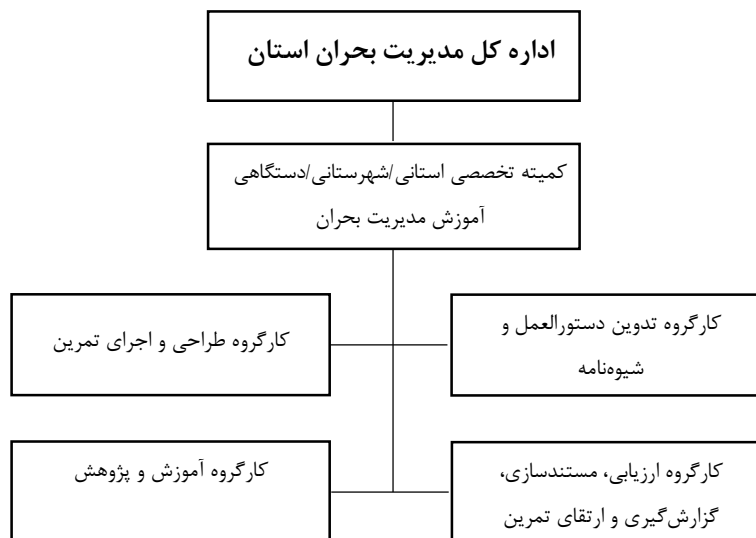 اداره کل مدیریت بحران استان
کمیته تخصصی استانی/شهرستانی/دستگاهی
آموزش مدیریت بحران
کارگروه تدوین دستورالعمل و
شیوه‌نامه
کارگروه طراحی و اجرای تمرین
کارگروه ارزیابی، مستندسازی،
گزارش‌گیری و ارتقای تمرین
کارگروه آموزش و پژوهش